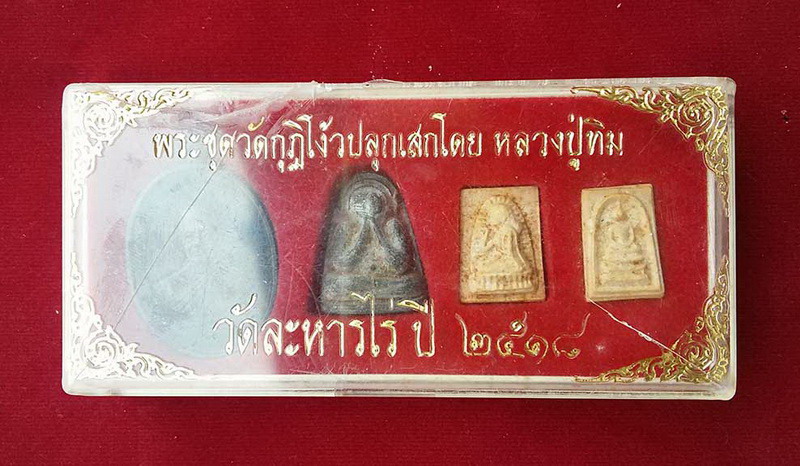 พระชุดวัดกุฏิโง้วปลุกเสกโดย หลวงปู่ทิม
วัดละหารไร่ ปี ๒๕๑๘